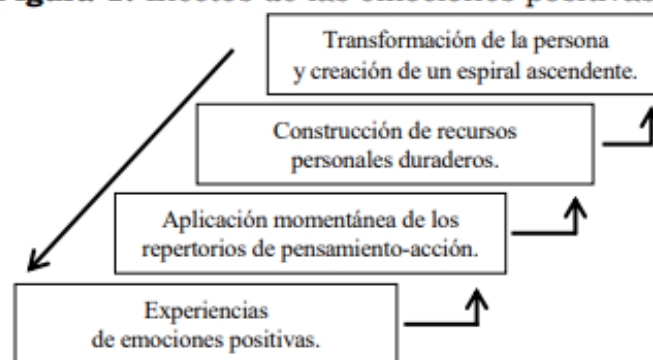 Figura 1. Efectos de las emociones positivas
Transformación de la persona
y creación de un espiral ascendente.
Construcción de recursos
personales duraderos.
Aplicación momentánea de los
repertorios de pensamiento-acción.
Experiencias
de emociones positivas.